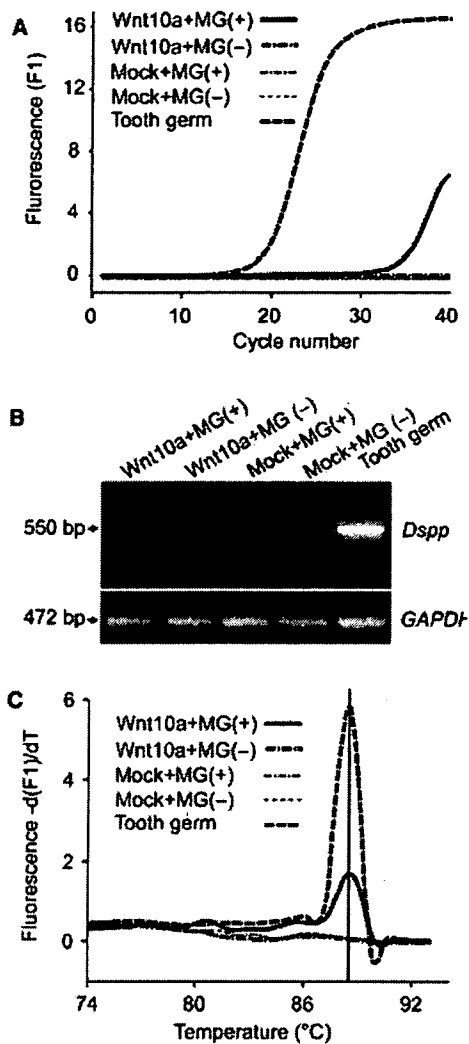 A
Wnt10a+MG(+)
Wnt10a+MG(−)
Mock+MG(+)
Mock+MG(−)
Tooth germ
Flurorescence (F1)
16
12
8
4
0
0 10 20 30 40
Cycle number
B
Wnt10a+MG(+)
Wnt10a+MG (−)
Mock+MG(+)
Mock+MG (−)
Tooth germ
550 bp
Dspp
472 bp
GAPDH
C
Wnt10a+MG(+)
Wnt10a+MG(−)
Mock+MG(+)
Mock+MG(−)
Tooth germ
Fluorescence -d(F1)/dT
6
4
2
0
74 80 86 92
Temperature (°C)